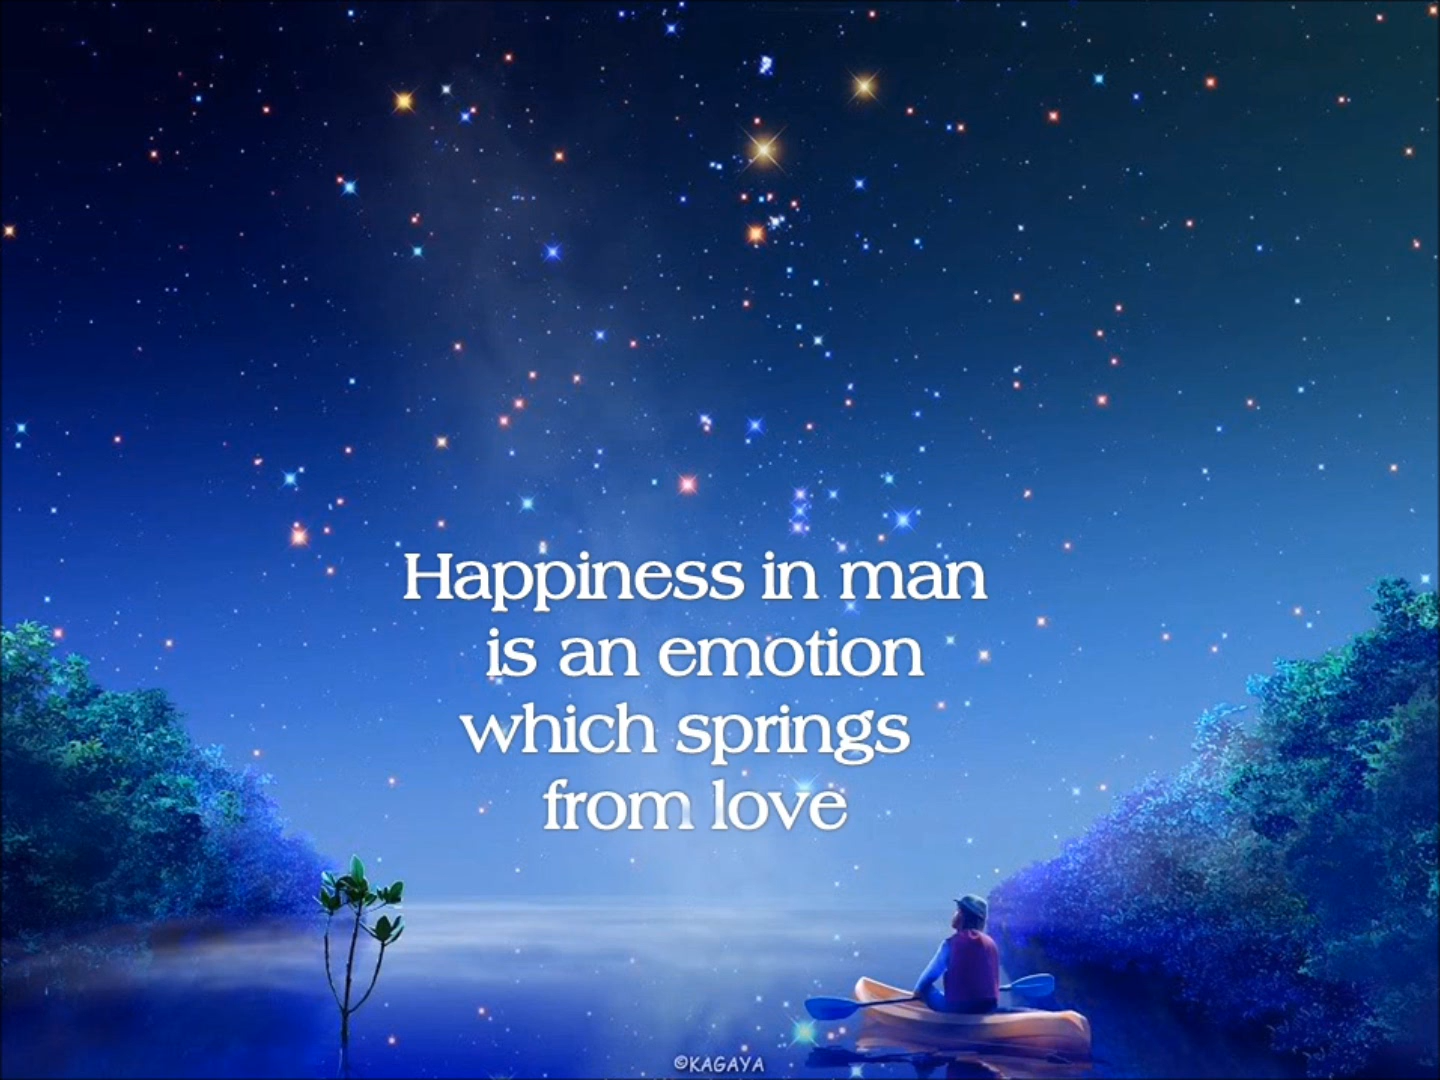 Happiness in man
is an emotion
which springs
from love
©KAGAYA